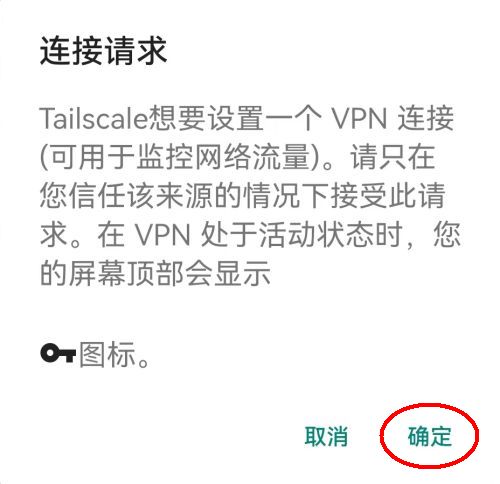 连接请求
Tailscale想要设置一个 VPN 连接
(可用于监控网络流量)。请只在
您信任该来源的情况下接受此请
求。在 VPN 处于活动状态时，您
的屏幕顶部会显示
图标。
取消 确定